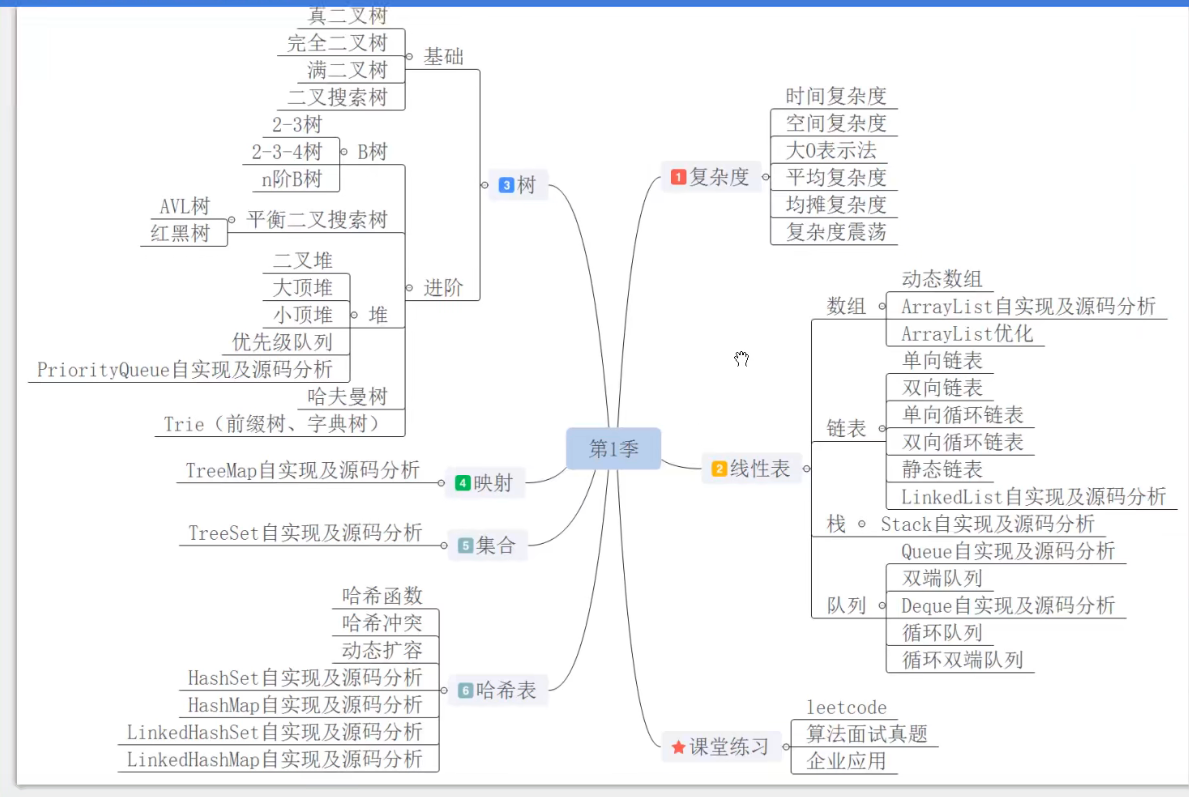 第1季
1 复杂度
时间复杂度
空间复杂度
大O表示法
平均复杂度
均摊复杂度
复杂度震荡
2 线性表
数组
动态数组
ArrayList自实现及源码分析
ArrayList优化
链表
单向链表
双向链表
单向循环链表
双向循环链表
静态链表
LinkedList自实现及源码分析
栈
Stack自实现及源码分析
队列
Queue自实现及源码分析
双端队列
Deque自实现及源码分析
循环队列
循环双端队列
3 树
基础
真二叉树
完全二叉树
满二叉树
二叉搜索树
进阶
B树
2-3树
2-3-4树
n阶B树
平衡二叉搜索树
AVL树
红黑树
堆
二叉堆
大顶堆
小顶堆
优先级队列
PriorityQueue自实现及源码分析
哈夫曼树
Trie（前缀树、字典树）
4 映射
TreeMap自实现及源码分析
5 集合
TreeSet自实现及源码分析
6 哈希表
哈希函数
哈希冲突
动态扩容
HashSet自实现及源码分析
HashMap自实现及源码分析
LinkedHashSet自实现及源码分析
LinkedHashMap自实现及源码分析
课堂练习
leetcode
算法面试真题
企业应用